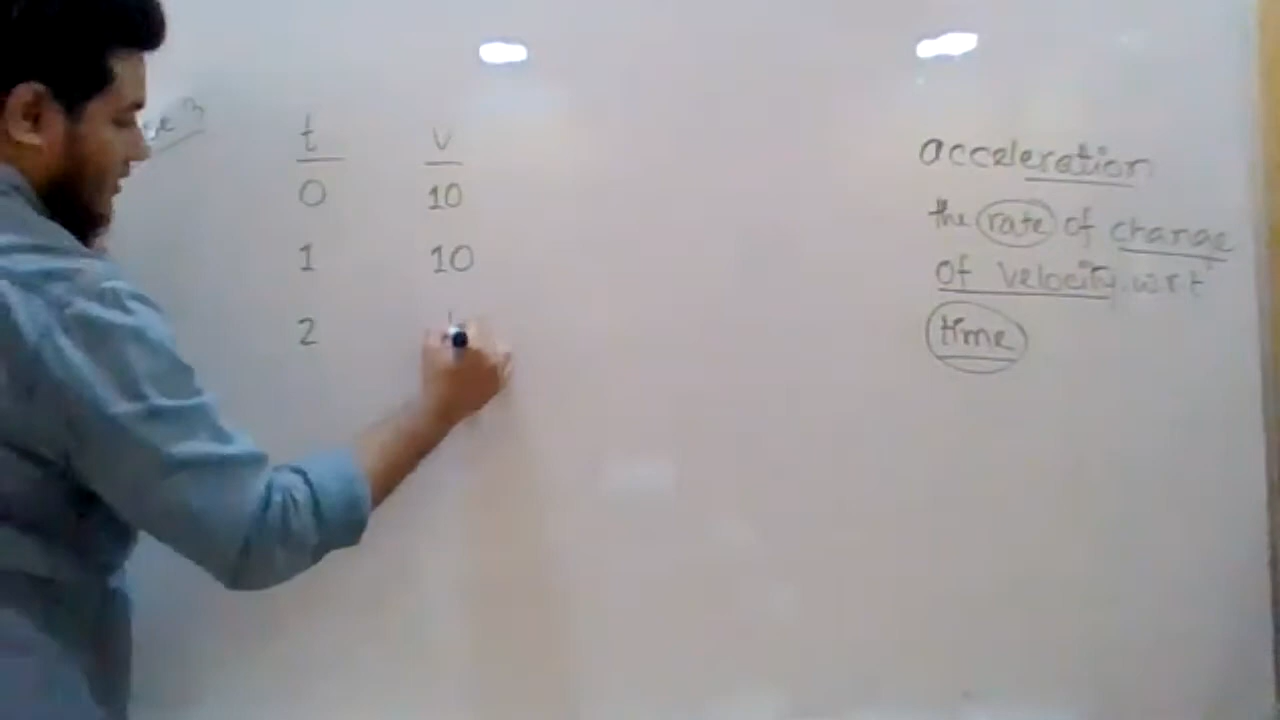 t v
0 10
1 10
2
acceleration
the rate of change
of velocity w.r.t
time